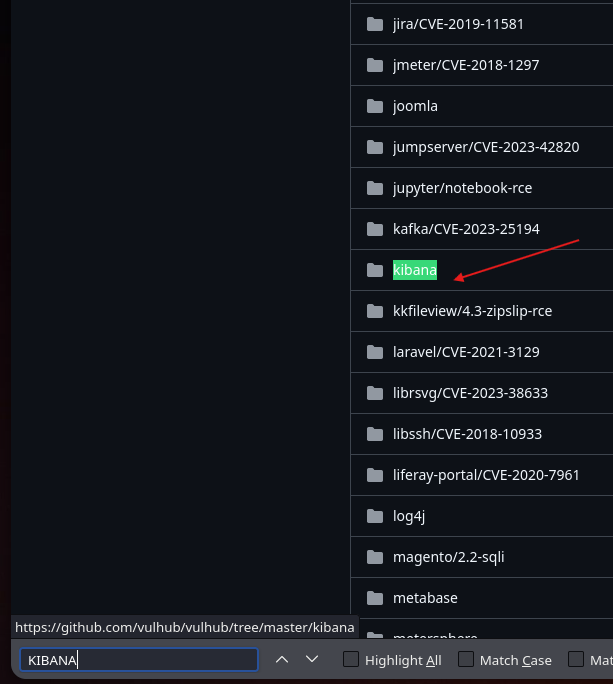 jira/CVE-2019-11581
jmeter/CVE-2018-1297
joomla
jumpserver/CVE-2023-42820
jupyter/notebook-rce
kafka/CVE-2023-25194
kibana
kkfileview/4.3-zipslip-rce
laravel/CVE-2021-3129
librsvg/CVE-2023-38633
libssh/CVE-2018-10933
liferay-portal/CVE-2020-7961
log4j
magento/2.2-sqli
metabase
metersphere
https://github.com/vulhub/vulhub/tree/master/kibana
KIBANA
Highlight All
Match Case
Mat